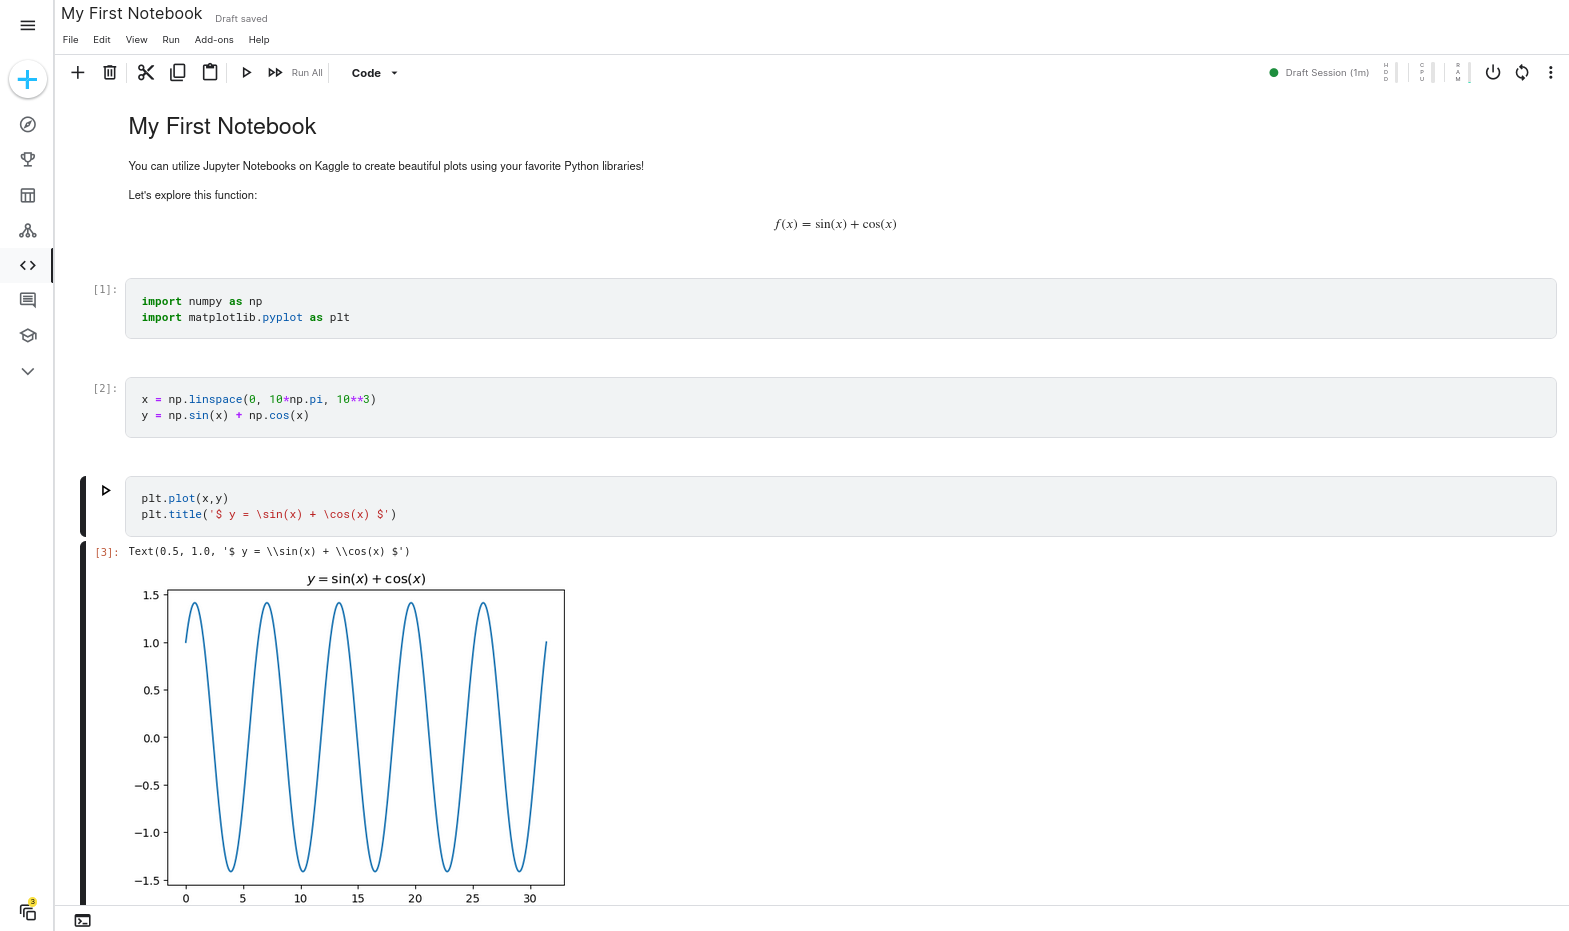 My First Notebook
Draft saved
File Edit View Run Add-ons Help
Run All
Code
Draft Session (1m)
HDD
CPU
RAM
My First Notebook
You can utilize Jupyter Notebooks on Kaggle to create beautiful plots using your favorite Python libraries!
Let's explore this function:
f(x) = sin(x) + cos(x)
[1]:
import numpy as np
import matplotlib.pyplot as plt
[2]:
x = np.linspace(0, 10*np.pi, 10**3)
y = np.sin(x) + np.cos(x)
plt.plot(x,y)
plt.title('$ y = \sin(x) + \cos(x) $')
[3]:
Text(0.5, 1.0, '$ y = \\sin(x) + \\cos(x) $')
y = sin(x) + cos(x)
1.5
1.0
0.5
0.0
−0.5
−1.0
−1.5
0 5 10 15 20 25 30
3